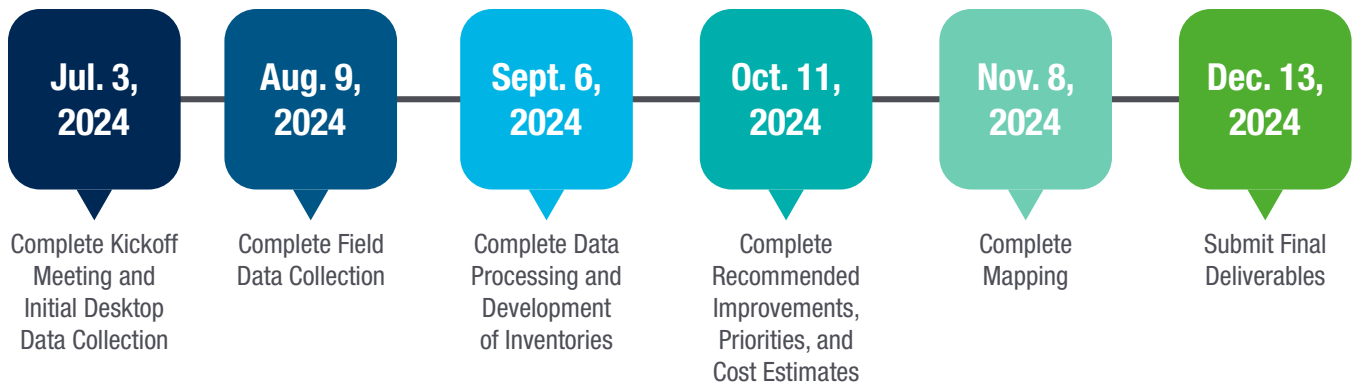 Jul. 3,
2024
Complete Kickoff
Meeting and
Initial Desktop
Data Collection
Aug. 9,
2024
Complete Field
Data Collection
Sept. 6,
2024
Complete Data
Processing and
Development
of Inventories
Oct. 11,
2024
Complete
Recommended
Improvements,
Priorities, and
Cost Estimates
Nov. 8,
2024
Complete
Mapping
Dec. 13,
2024
Submit Final
Deliverables